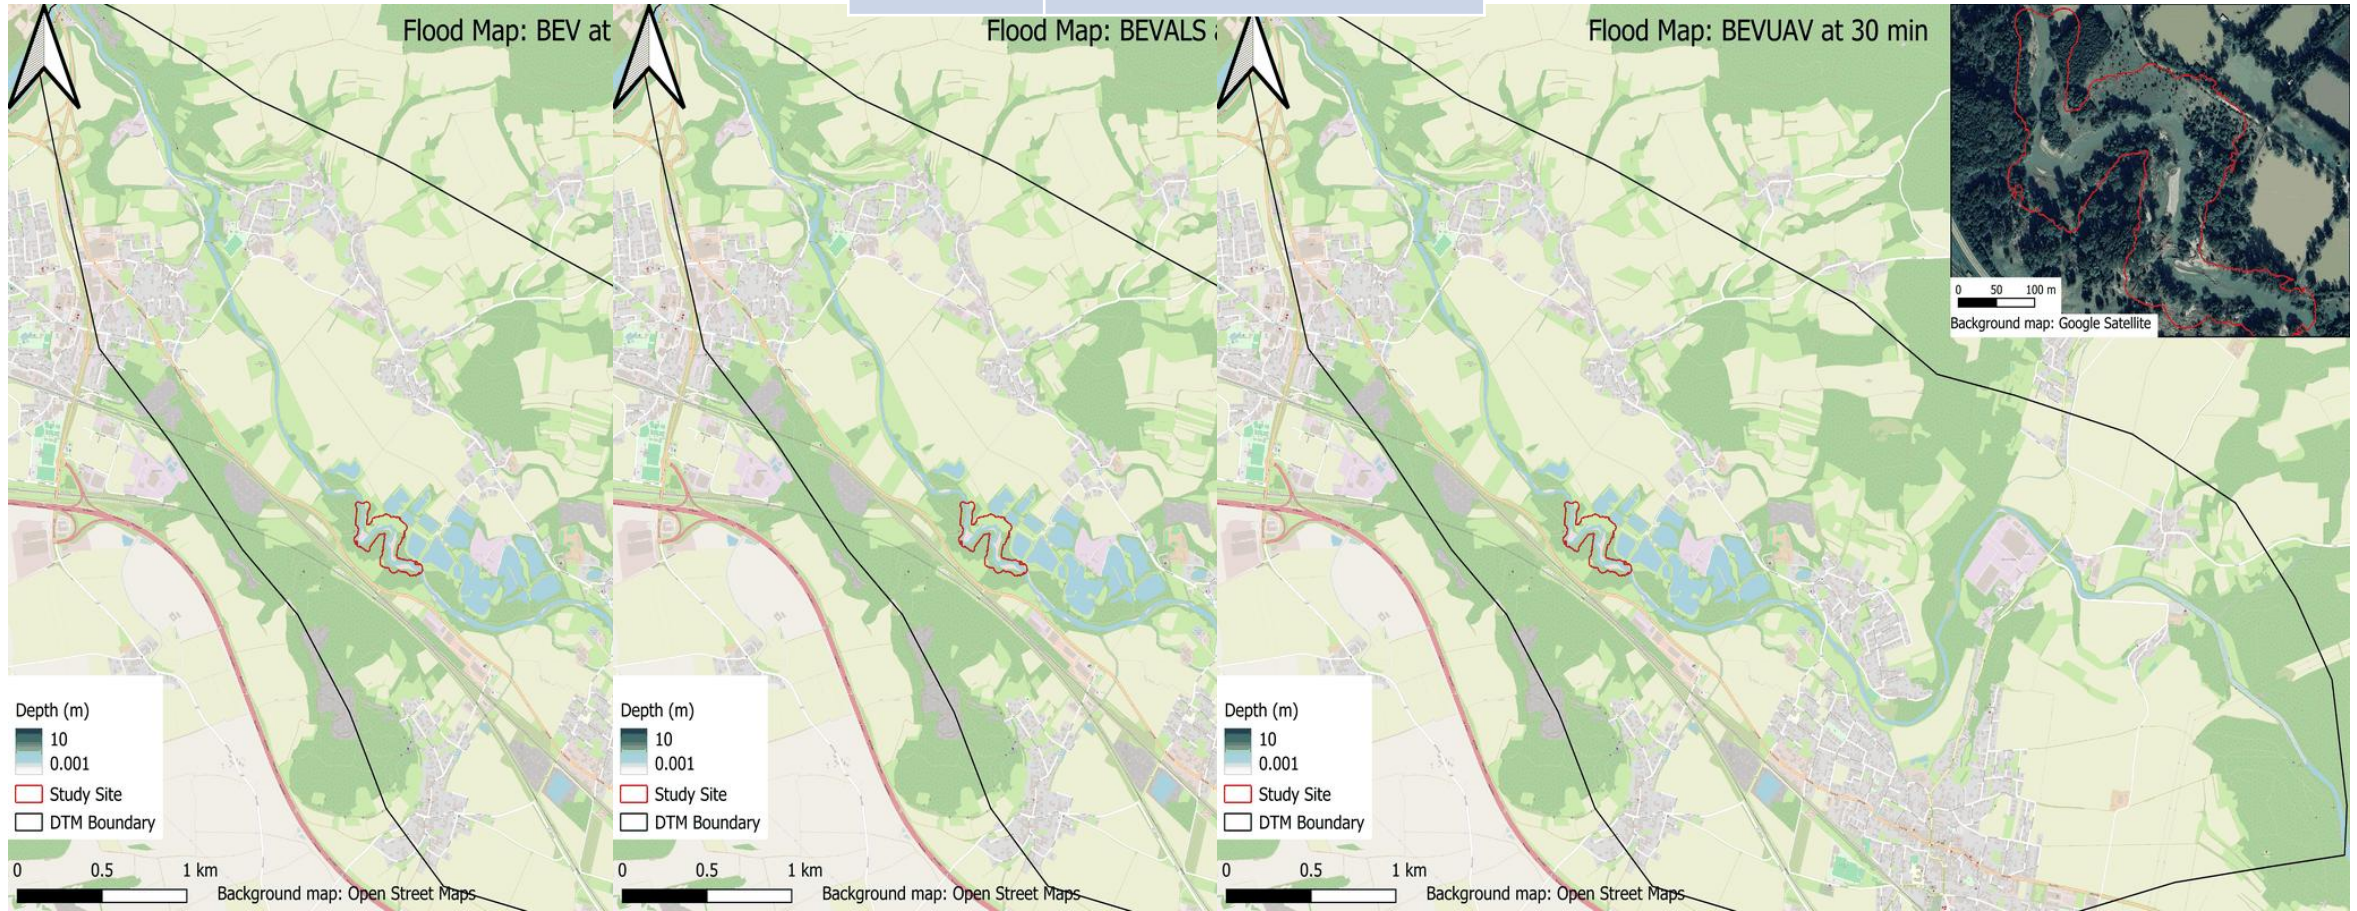 Flood Map: BEV at
Flood Map: BEVALS a
Flood Map: BEVUAV at 30 min
0 50 100 m
Background map: Google Satellite
Depth (m)
10
0.001
Study Site
DTM Boundary
0 0.5 1 km
Background map: Open Street Maps
Depth (m)
10
0.001
Study Site
DTM Boundary
0 0.5 1 km
Background map: Open Street Maps
Depth (m)
10
0.001
Study Site
DTM Boundary
0 0.5 1 km
Background map: Open Street Maps